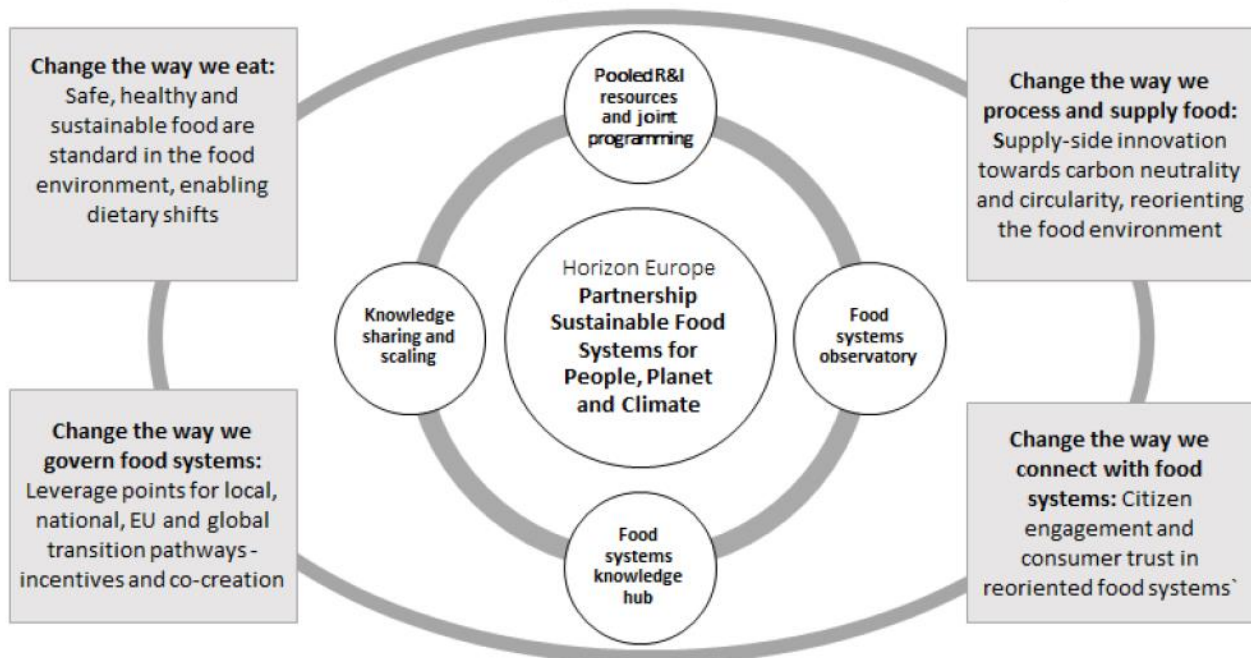 Change the way we eat:
Safe, healthy and
sustainable food are
standard in the food
environment, enabling
dietary shifts
Pooled R&I
resources
and joint
programming
Change the way we
process and supply food:
Supply-side innovation
towards carbon neutrality
and circularity, reorienting
the food environment
Knowledge
sharing and
scaling
Horizon Europe
Partnership
Sustainable Food
Systems for
People, Planet
and Climate
Food
systems
observatory
Change the way we
govern food systems:
Leverage points for local,
national, EU and global
transition pathways -
incentives and co-creation
Food
systems
knowledge
hub
Change the way we
connect with food
systems: Citizen
engagement and
consumer trust in
reoriented food systems`